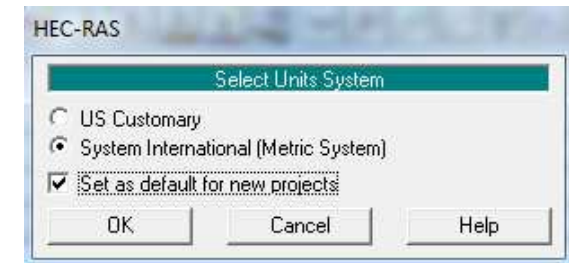 HEC-RAS
Select Units System
US Customary
System International (Metric System)
Set as default for new projects
OK Cancel Help